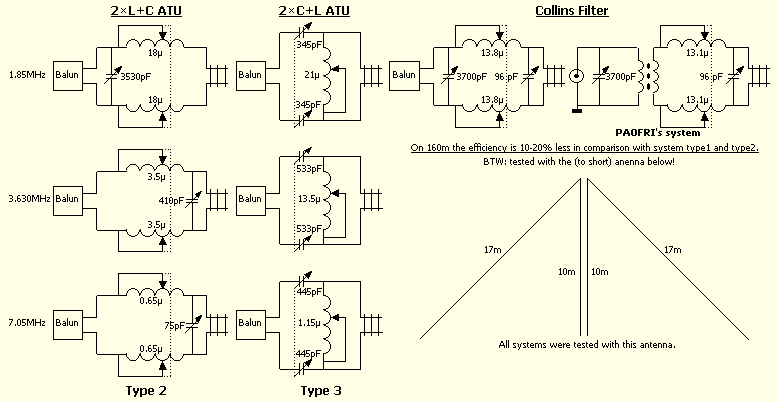 2×L+C ATU
2×C+L ATU
Collins Filter
1.85MHz
Balun
3530pF
18µ
18µ
Balun
345pF
21µ
345pF
Balun
3700pF
13.8µ
13.8µ
96 pF
3700pF
13.1µ
13.1µ
96 pF
PA0FRI's system
On 160m the efficiency is 10-20% less in comparison with system type1 and type2.
BTW: tested with the (to short) anenna below!
3.630MHz
Balun
3.5µ
3.5µ
410pF
Balun
533pF
13.5µ
533pF
17m
10m
10m
17m
7.05MHz
Balun
0.65µ
0.65µ
75pF
Balun
445pF
1.15µ
445pF
All systems were tested with this antenna.
Type 2
Type 3